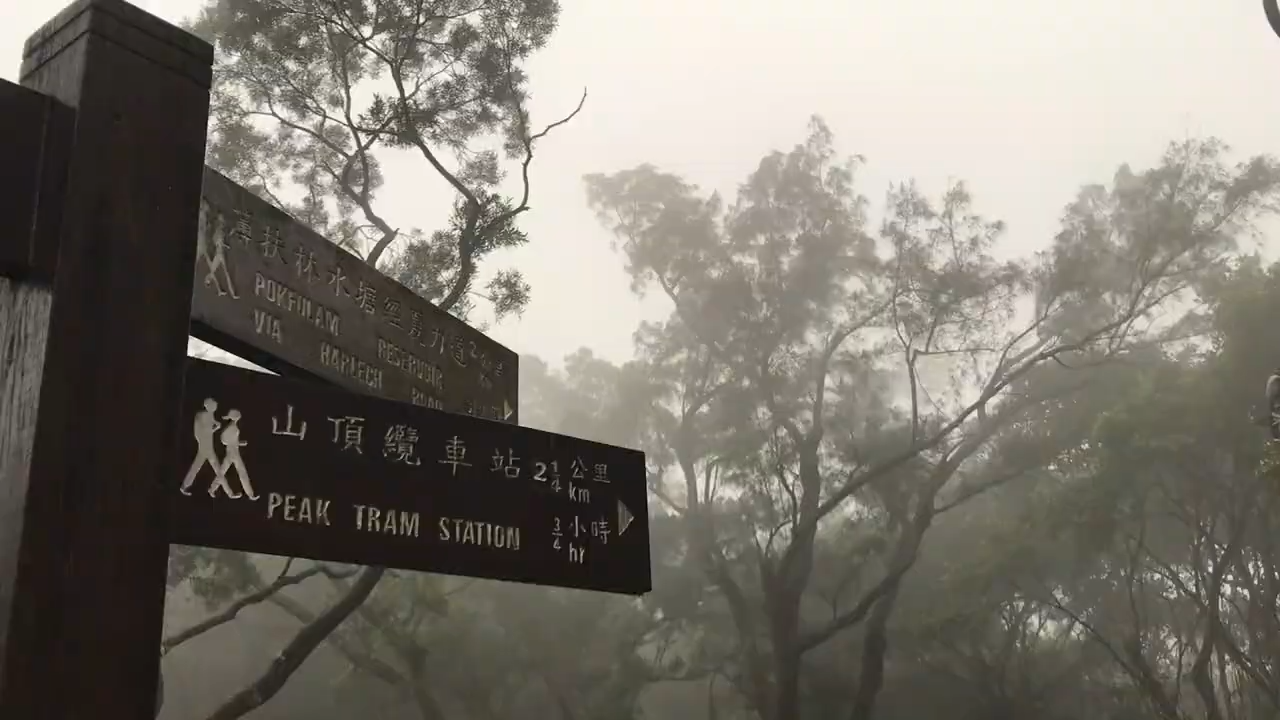 薄扶林水塘經夏力道 2
POKFULAM RESERVOIR
VIA HARLECH ROAD
山頂纜車站 2¼ 公里
km
PEAK TRAM STATION ¾ 小時
hr